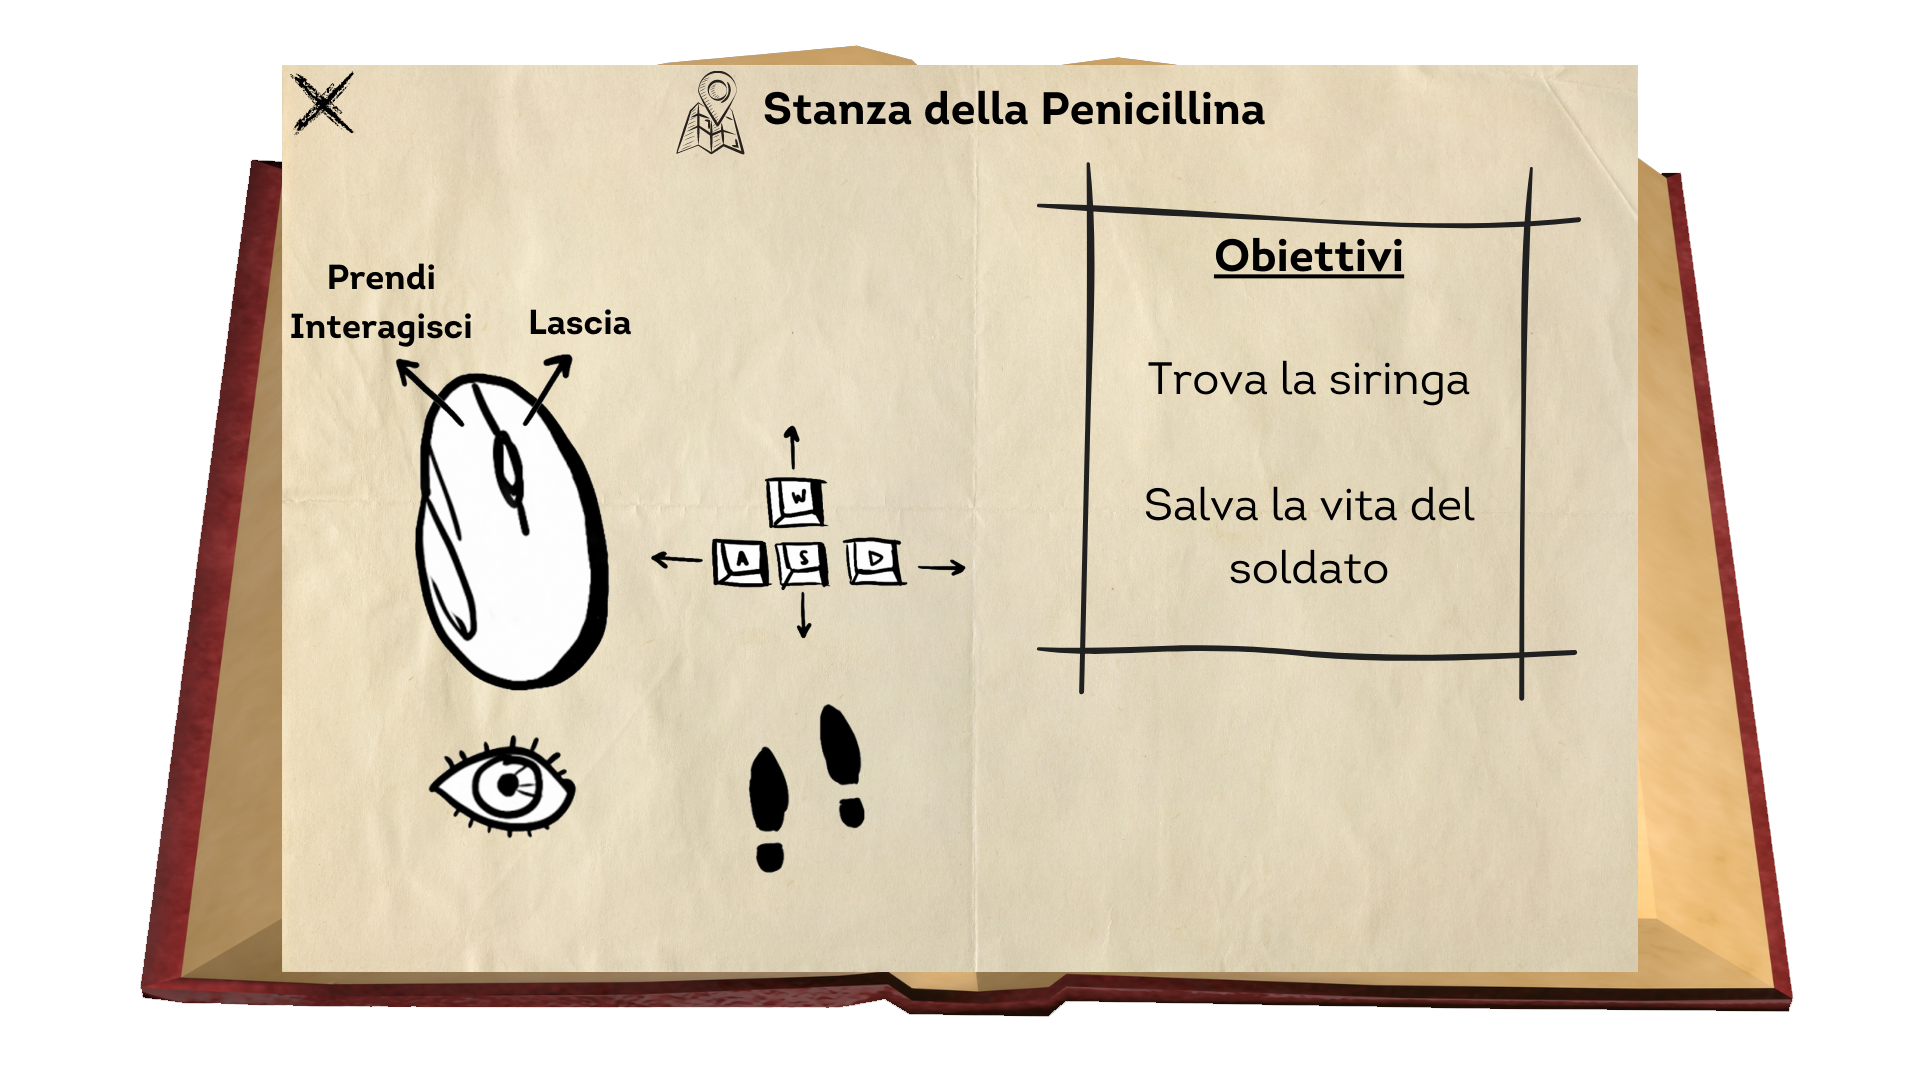 Stanza della Penicillina
Prendi
Interagisci
Lascia
W
A S D
Obiettivi
Trova la siringa
Salva la vita del
soldato